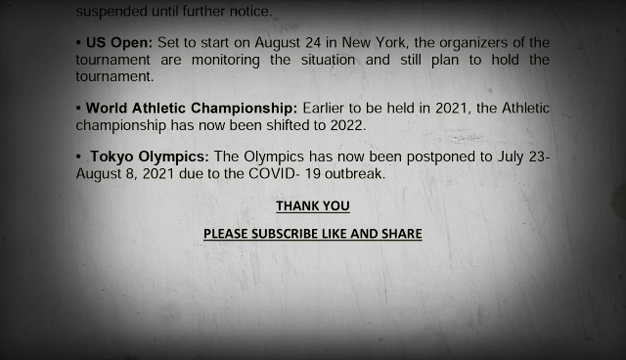 suspended until further notice.
• US Open: Set to start on August 24 in New York, the organizers of the
tournament are monitoring the situation and still plan to hold the
tournament.
• World Athletic Championship: Earlier to be held in 2021, the Athletic
championship has now been shifted to 2022.
• Tokyo Olympics: The Olympics has now been postponed to July 23-
August 8, 2021 due to the COVID- 19 outbreak.
THANK YOU
PLEASE SUBSCRIBE LIKE AND SHARE